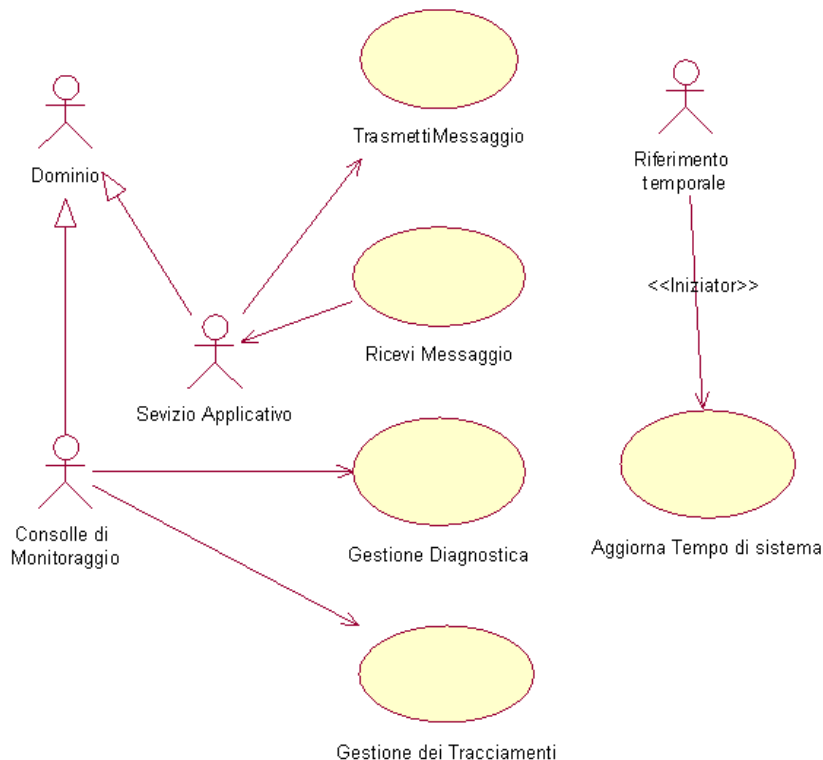 TrasmettiMessaggio
Dominio
Riferimento
temporale
<<Iniziator>>
Ricevi Messaggio
Sevizio Applicativo
Consolle di
Monitoraggio
Gestione Diagnostica
Aggiorna Tempo di sistema
Gestione dei Tracciamenti